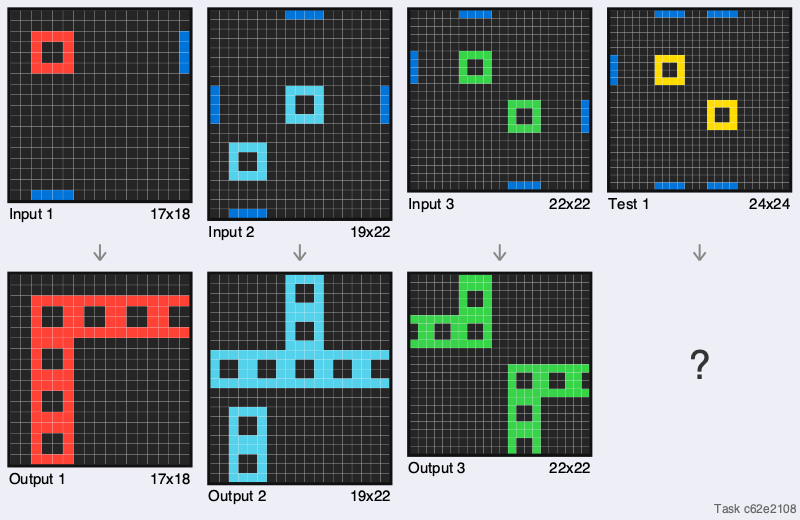 Input 1
17x18
Input 2
19x22
Input 3
22x22
Test 1
24x24
?
Output 1
17x18
Output 2
19x22
Output 3
22x22
Task c62e2108